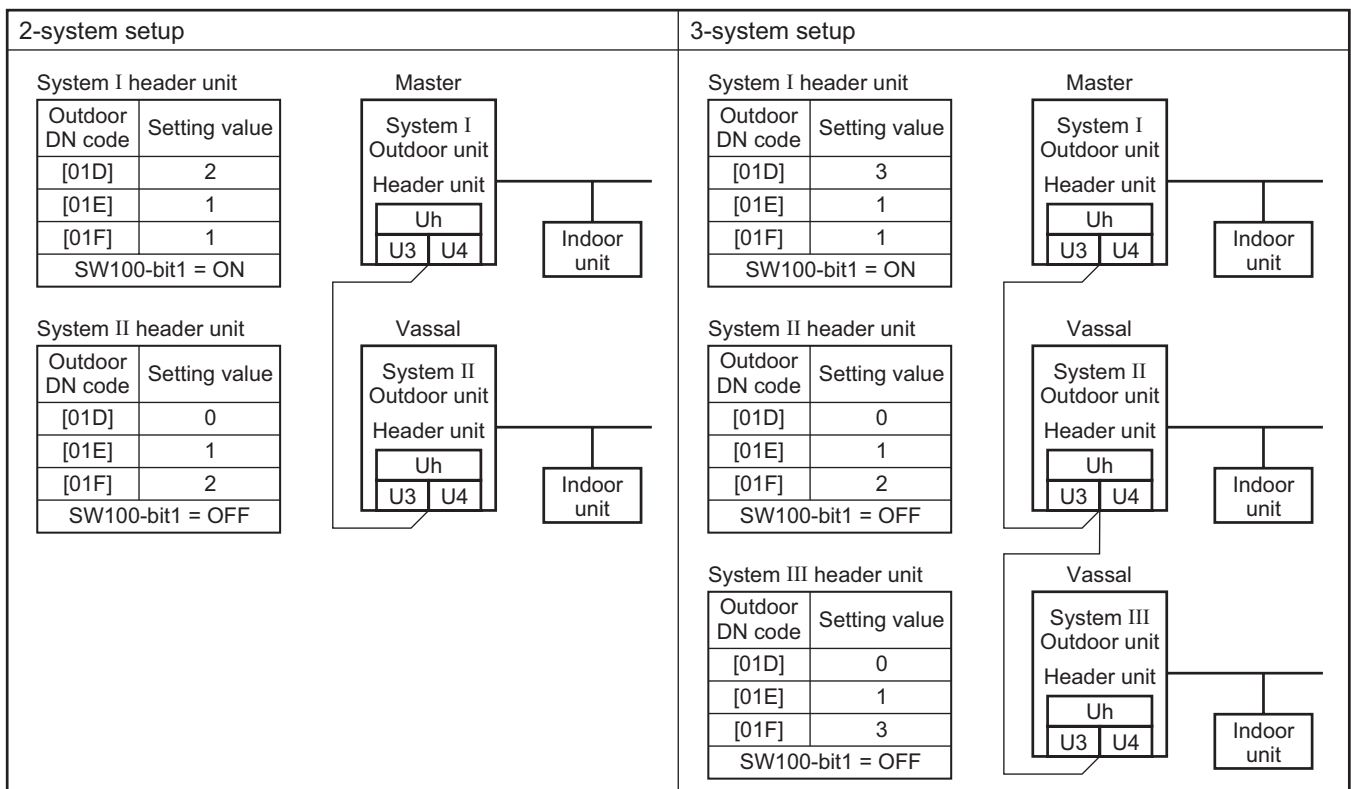 2-system setup
System I header unit
Outdoor DN code Setting value
[01D] 2
[01E] 1
[01F] 1
SW100-bit1 = ON
Master
System I
Outdoor unit
Header unit
Uh
U3 U4
Indoor
unit
System II header unit
Outdoor DN code Setting value
[01D] 0
[01E] 1
[01F] 2
SW100-bit1 = OFF
Vassal
System II
Outdoor unit
Header unit
Uh
U3 U4
Indoor
unit
3-system setup
System I header unit
Outdoor DN code Setting value
[01D] 3
[01E] 1
[01F] 1
SW100-bit1 = ON
Master
System I
Outdoor unit
Header unit
Uh
U3 U4
Indoor
unit
System II header unit
Outdoor DN code Setting value
[01D] 0
[01E] 1
[01F] 2
SW100-bit1 = OFF
Vassal
System II
Outdoor unit
Header unit
Uh
U3 U4
Indoor
unit
System III header unit
Outdoor DN code Setting value
[01D] 0
[01E] 1
[01F] 3
SW100-bit1 = OFF
Vassal
System III
Outdoor unit
Header unit
Uh
U3 U4
Indoor
unit